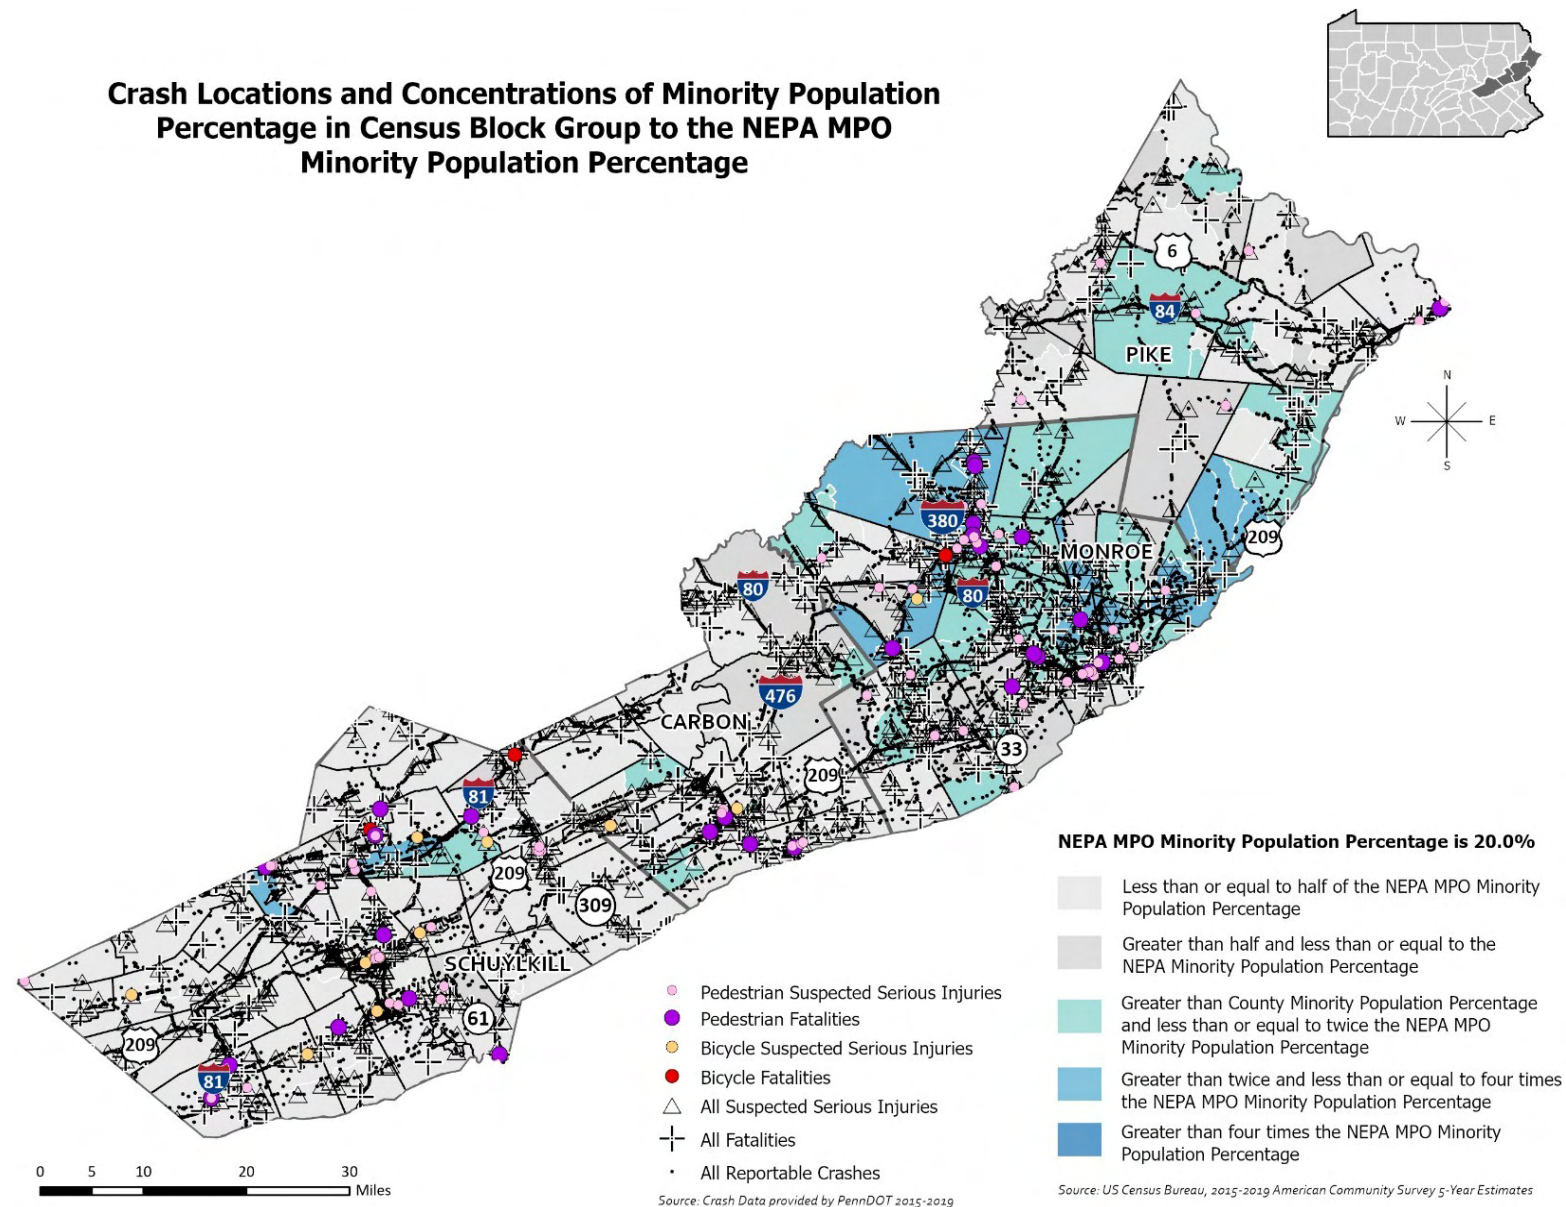 Crash Locations and Concentrations of Minority Population
Percentage in Census Block Group to the NEPA MPO
Minority Population Percentage
6
84
PIKE
N
W
E
S
380
209
MONROE
80
80
476
CARBON
33
209
81
209
309
SCHUYLKILL
61
209
81
NEPA MPO Minority Population Percentage is 20.0%
Less than or equal to half of the NEPA MPO Minority
Population Percentage
Greater than half and less than or equal to the
NEPA Minority Population Percentage
Greater than County Minority Population Percentage
and less than or equal to twice the NEPA MPO
Minority Population Percentage
Greater than twice and less than or equal to four times
the NEPA MPO Minority Population Percentage
Greater than four times the NEPA MPO Minority
Population Percentage
Source: US Census Bureau, 2015-2019 American Community Survey 5-Year Estimates
Pedestrian Suspected Serious Injuries
Pedestrian Fatalities
Bicycle Suspected Serious Injuries
Bicycle Fatalities
All Suspected Serious Injuries
All Fatalities
All Reportable Crashes
Source: Crash Data provided by PennDOT 2015-2019
0 5 10 20 30
Miles